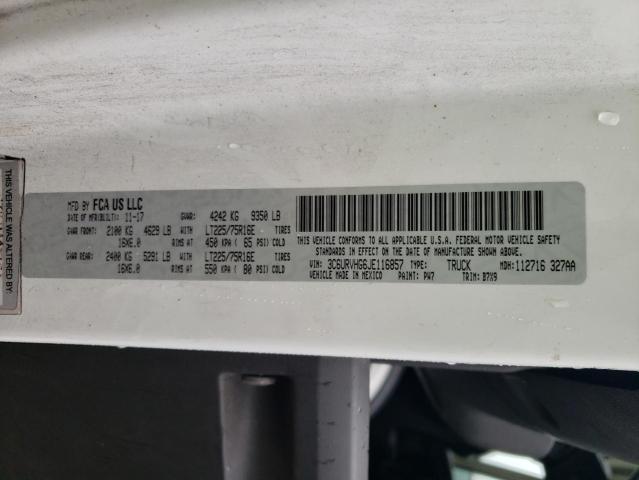 THIS VEHICLE WAS ALTERED BY:
MFD BY FCA US LLC
DATE OF MFR(BUILT): 11-17 GVWR: 4242 KG 9350 LB
GAWR FRONT: 2100 KG 4629 LB LT225/75R16E TIRES
16X6.0 RIMS AT 450 KPA ( 65 PSI) COLD
GAWR REAR: 2400 KG 5291 LB LT225/75R16E TIRES
16X6.0 RIMS AT 550 KPA ( 80 PSI) COLD
THIS VEHICLE CONFORMS TO ALL APPLICABLE U.S.A. FEDERAL MOTOR VEHICLE SAFETY
STANDARDS IN EFFECT ON THE DATE OF MANUFACTURE SHOWN ABOVE.
VIN: 3C6URVHG6JE116857 TYPE: TRUCK MDH: 112716 327AA
VEHICLE MADE IN MEXICO PAINT: PW7 TRIM: B7X9